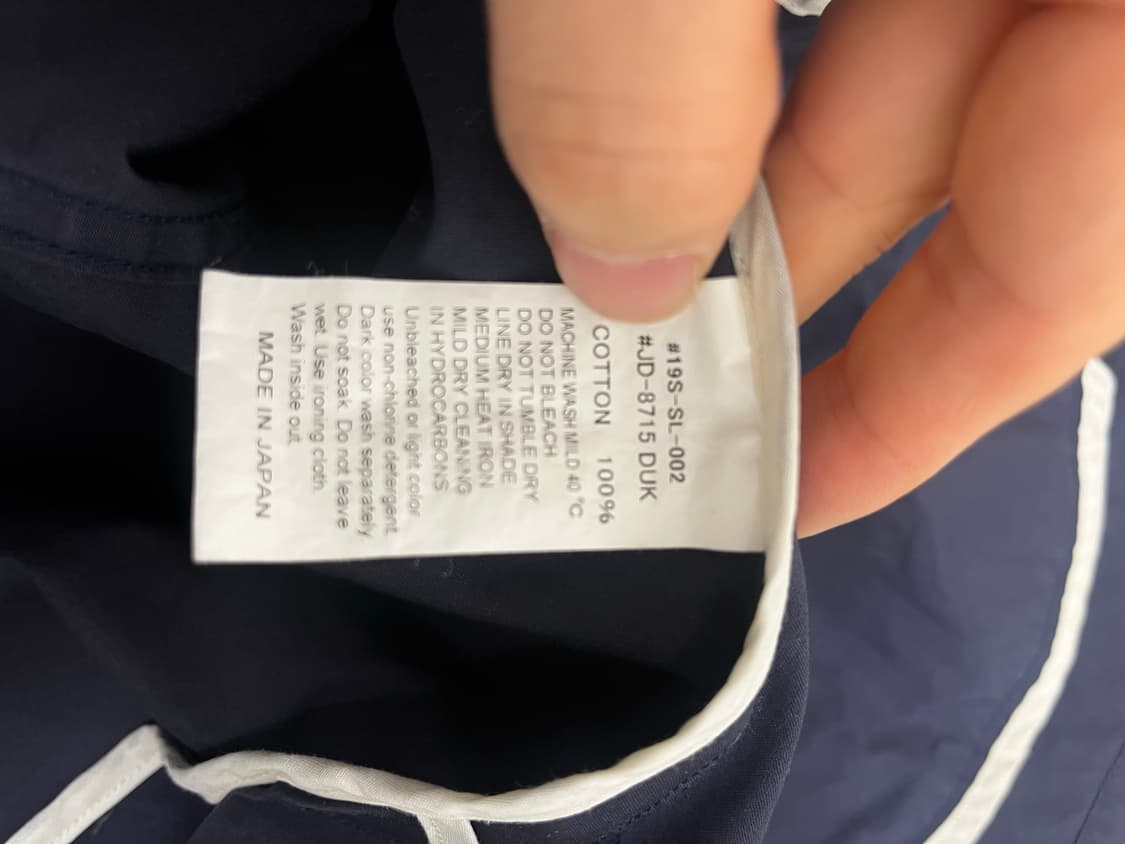 #19S-SL-002
#JD-8715 DUK
COTTON 100%
MACHINE WASH MILD 40 °C
DO NOT BLEACH
DO NOT TUMBLE DRY
LINE DRY IN SHADE
MEDIUM HEAT IRON
MILD DRY CLEANING
IN HYDROCARBONS
Unbleached or light color
use non-chlorine detergent
Dark color wash separately
Do not soak. Do not leave
wet. Use ironing cloth.
Wash inside out.
MADE IN JAPAN